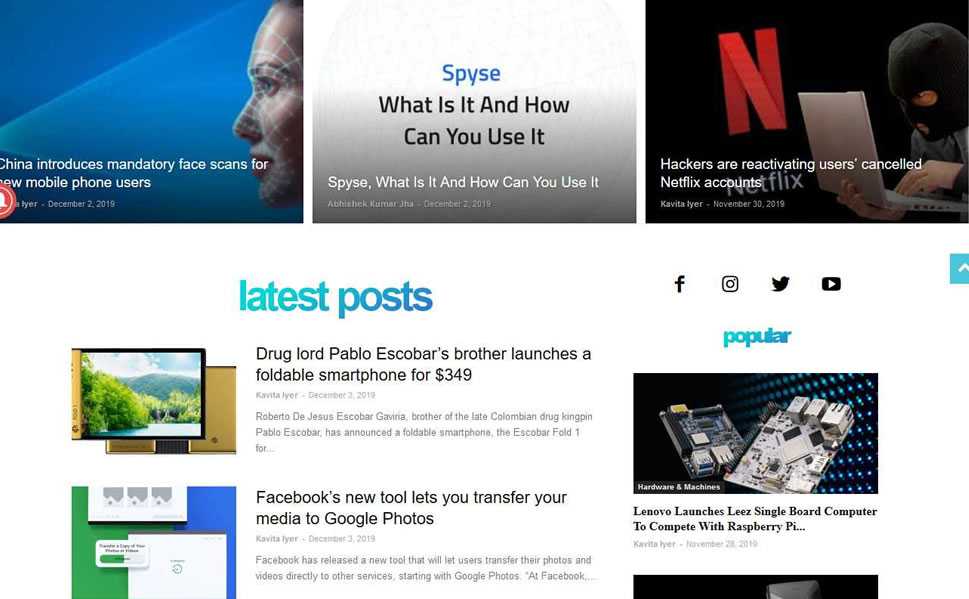 China introduces mandatory face scans for
new mobile phone users
Iyer - December 2, 2019
Spyse
What Is It And How
Can You Use It
Spyse, What Is It And How Can You Use It
Abhishek Kumar Jha - December 2, 2019
N
Netflix
Hackers are reactivating users’ cancelled
Netflix accounts
Kavita Iyer - November 30, 2019
latest posts
Drug lord Pablo Escobar’s brother launches a
foldable smartphone for $349
Kavita Iyer - December 3, 2019
Roberto De Jesus Escobar Gaviria, brother of the late Colombian drug kingpin
Pablo Escobar, has announced a foldable smartphone, the Escobar Fold 1
for...
Transfer a Copy of Your
Photos or Videos
Facebook’s new tool lets you transfer your
media to Google Photos
Kavita Iyer - December 3, 2019
Facebook has released a new tool that will let users transfer their photos and
videos directly to other services, starting with Google Photos. “At Facebook,...
popular
Hardware & Machines
Lenovo Launches Leez Single Board Computer
To Compete With Raspberry Pi...
Kavita Iyer - November 28, 2019